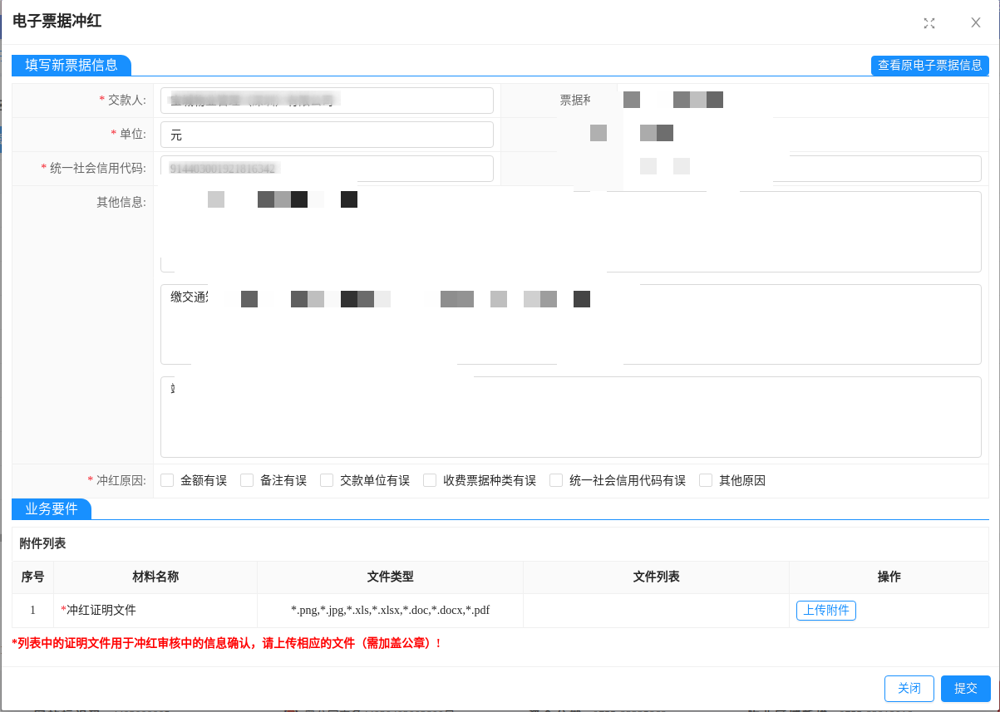 电子票据冲红
填写新票据信息
查看原电子票据信息
* 交款人:
票据种
* 单位:
元
* 统一社会信用代码:
其他信息:
缴交通知
* 冲红原因:
金额有误
备注有误
交款单位有误
收费票据种类有误
统一社会信用代码有误
其他原因
业务要件
附件列表
序号 材料名称 文件类型 文件列表 操作
1 *冲红证明文件 *.png,*.jpg,*.xls,*.xlsx,*.doc,*.docx,*.pdf 上传附件
*列表中的证明文件用于冲红审核中的信息确认，请上传相应的文件（需加盖公章）!
关闭 提交